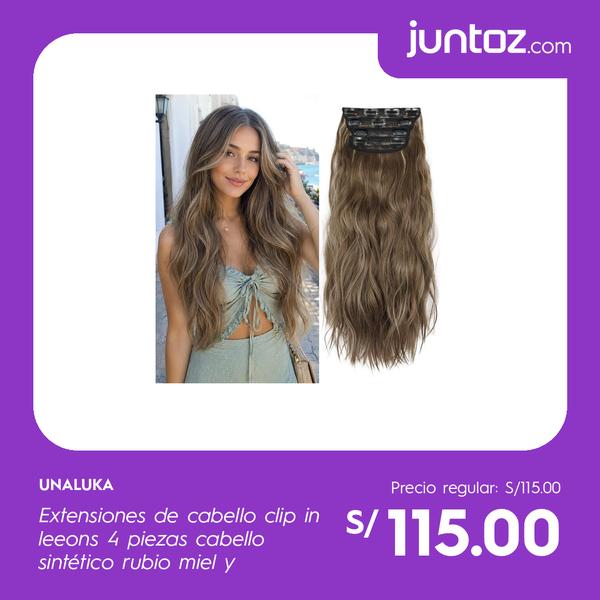 juntoz.com
UNALUKA
Extensiones de cabello clip in
leeons 4 piezas cabello
sintético rubio miel y
Precio regular: S/115.00
S/115.00